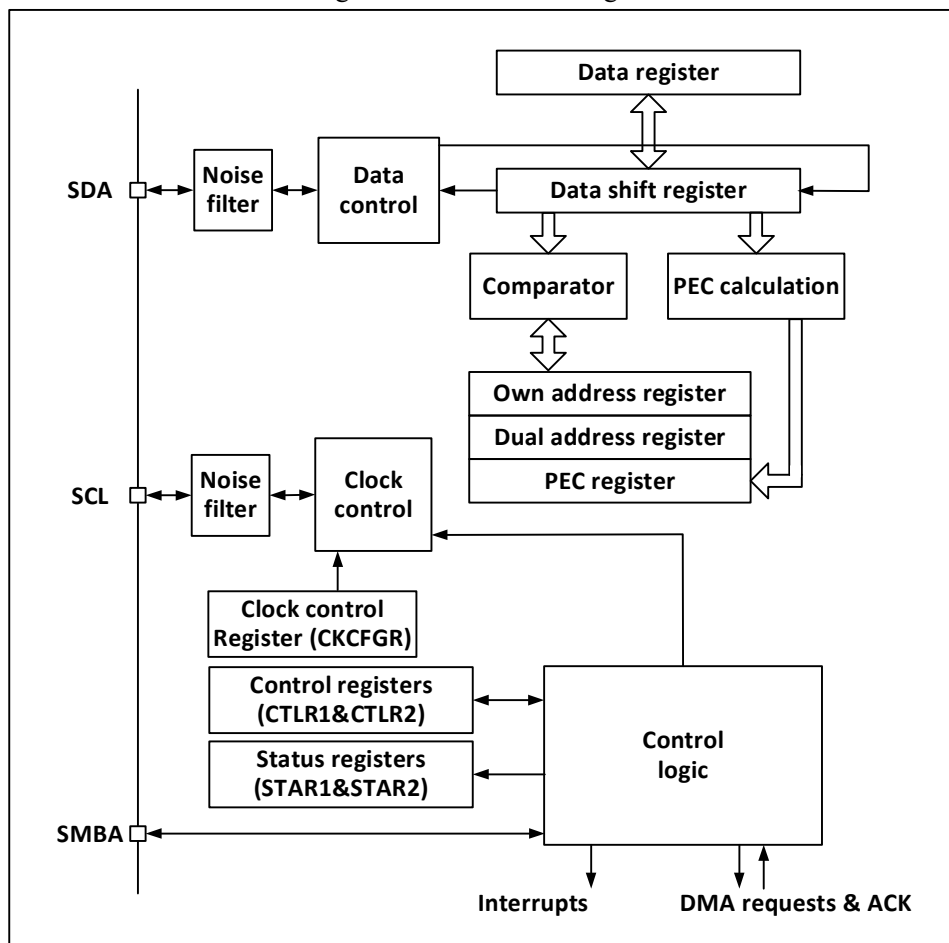 Data register
SDA
Noise
filter
Data
control
Data shift register
Comparator
PEC calculation
Own address register
Dual address register
PEC register
SCL
Noise
filter
Clock
control
Clock control
Register (CKCFGR)
Control registers
(CTLR1&CTLR2)
Status registers
(STAR1&STAR2)
Control
logic
SMBA
Interrupts
DMA requests & ACK